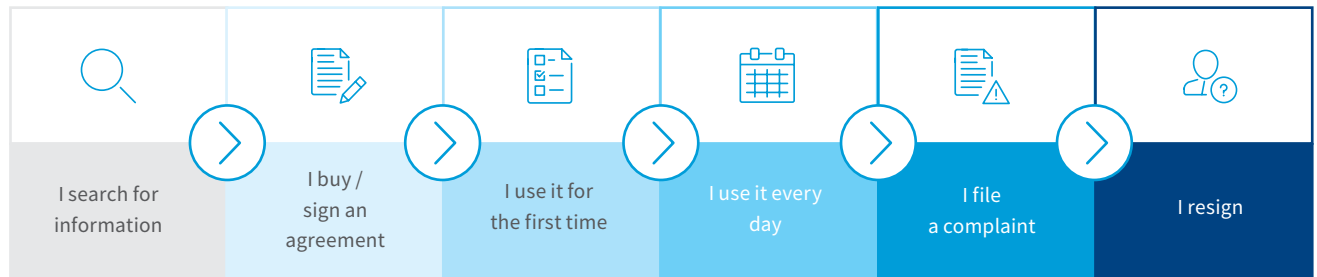 I search for
information
I buy /
sign an
agreement
I use it for
the first time
I use it every
day
I file
a complaint
?
I resign